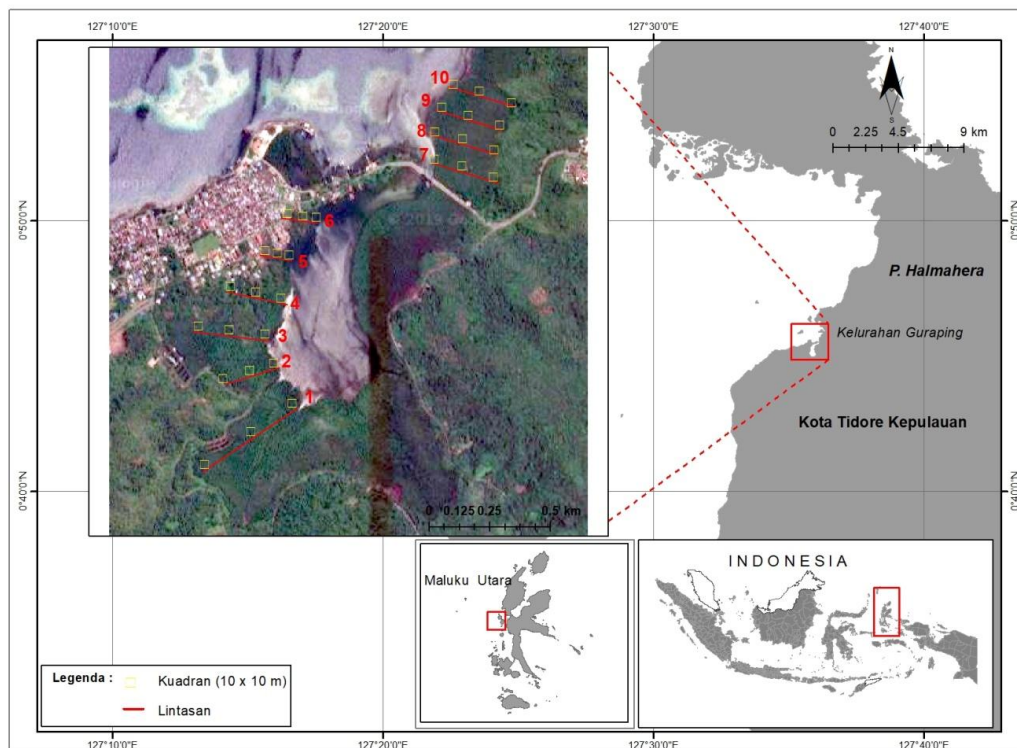 127°10'0"E
127°20'0"E
127°30'0"E
127°40'0"E
N
S
0 2.25 4.5 9 km
10
9
8
7
6
5
4
3
2
1
0°50'0"N
0°50'0"N
P. Halmahera
Kelurahan Guraping
Kota Tidore Kepulauan
0°40'0"N
0°40'0"N
0 0.125 0.25 0.5 km
Maluku Utara
INDONESIA
Legenda :
Kuadran (10 x 10 m)
Lintasan
127°10'0"E
127°20'0"E
127°30'0"E
127°40'0"E